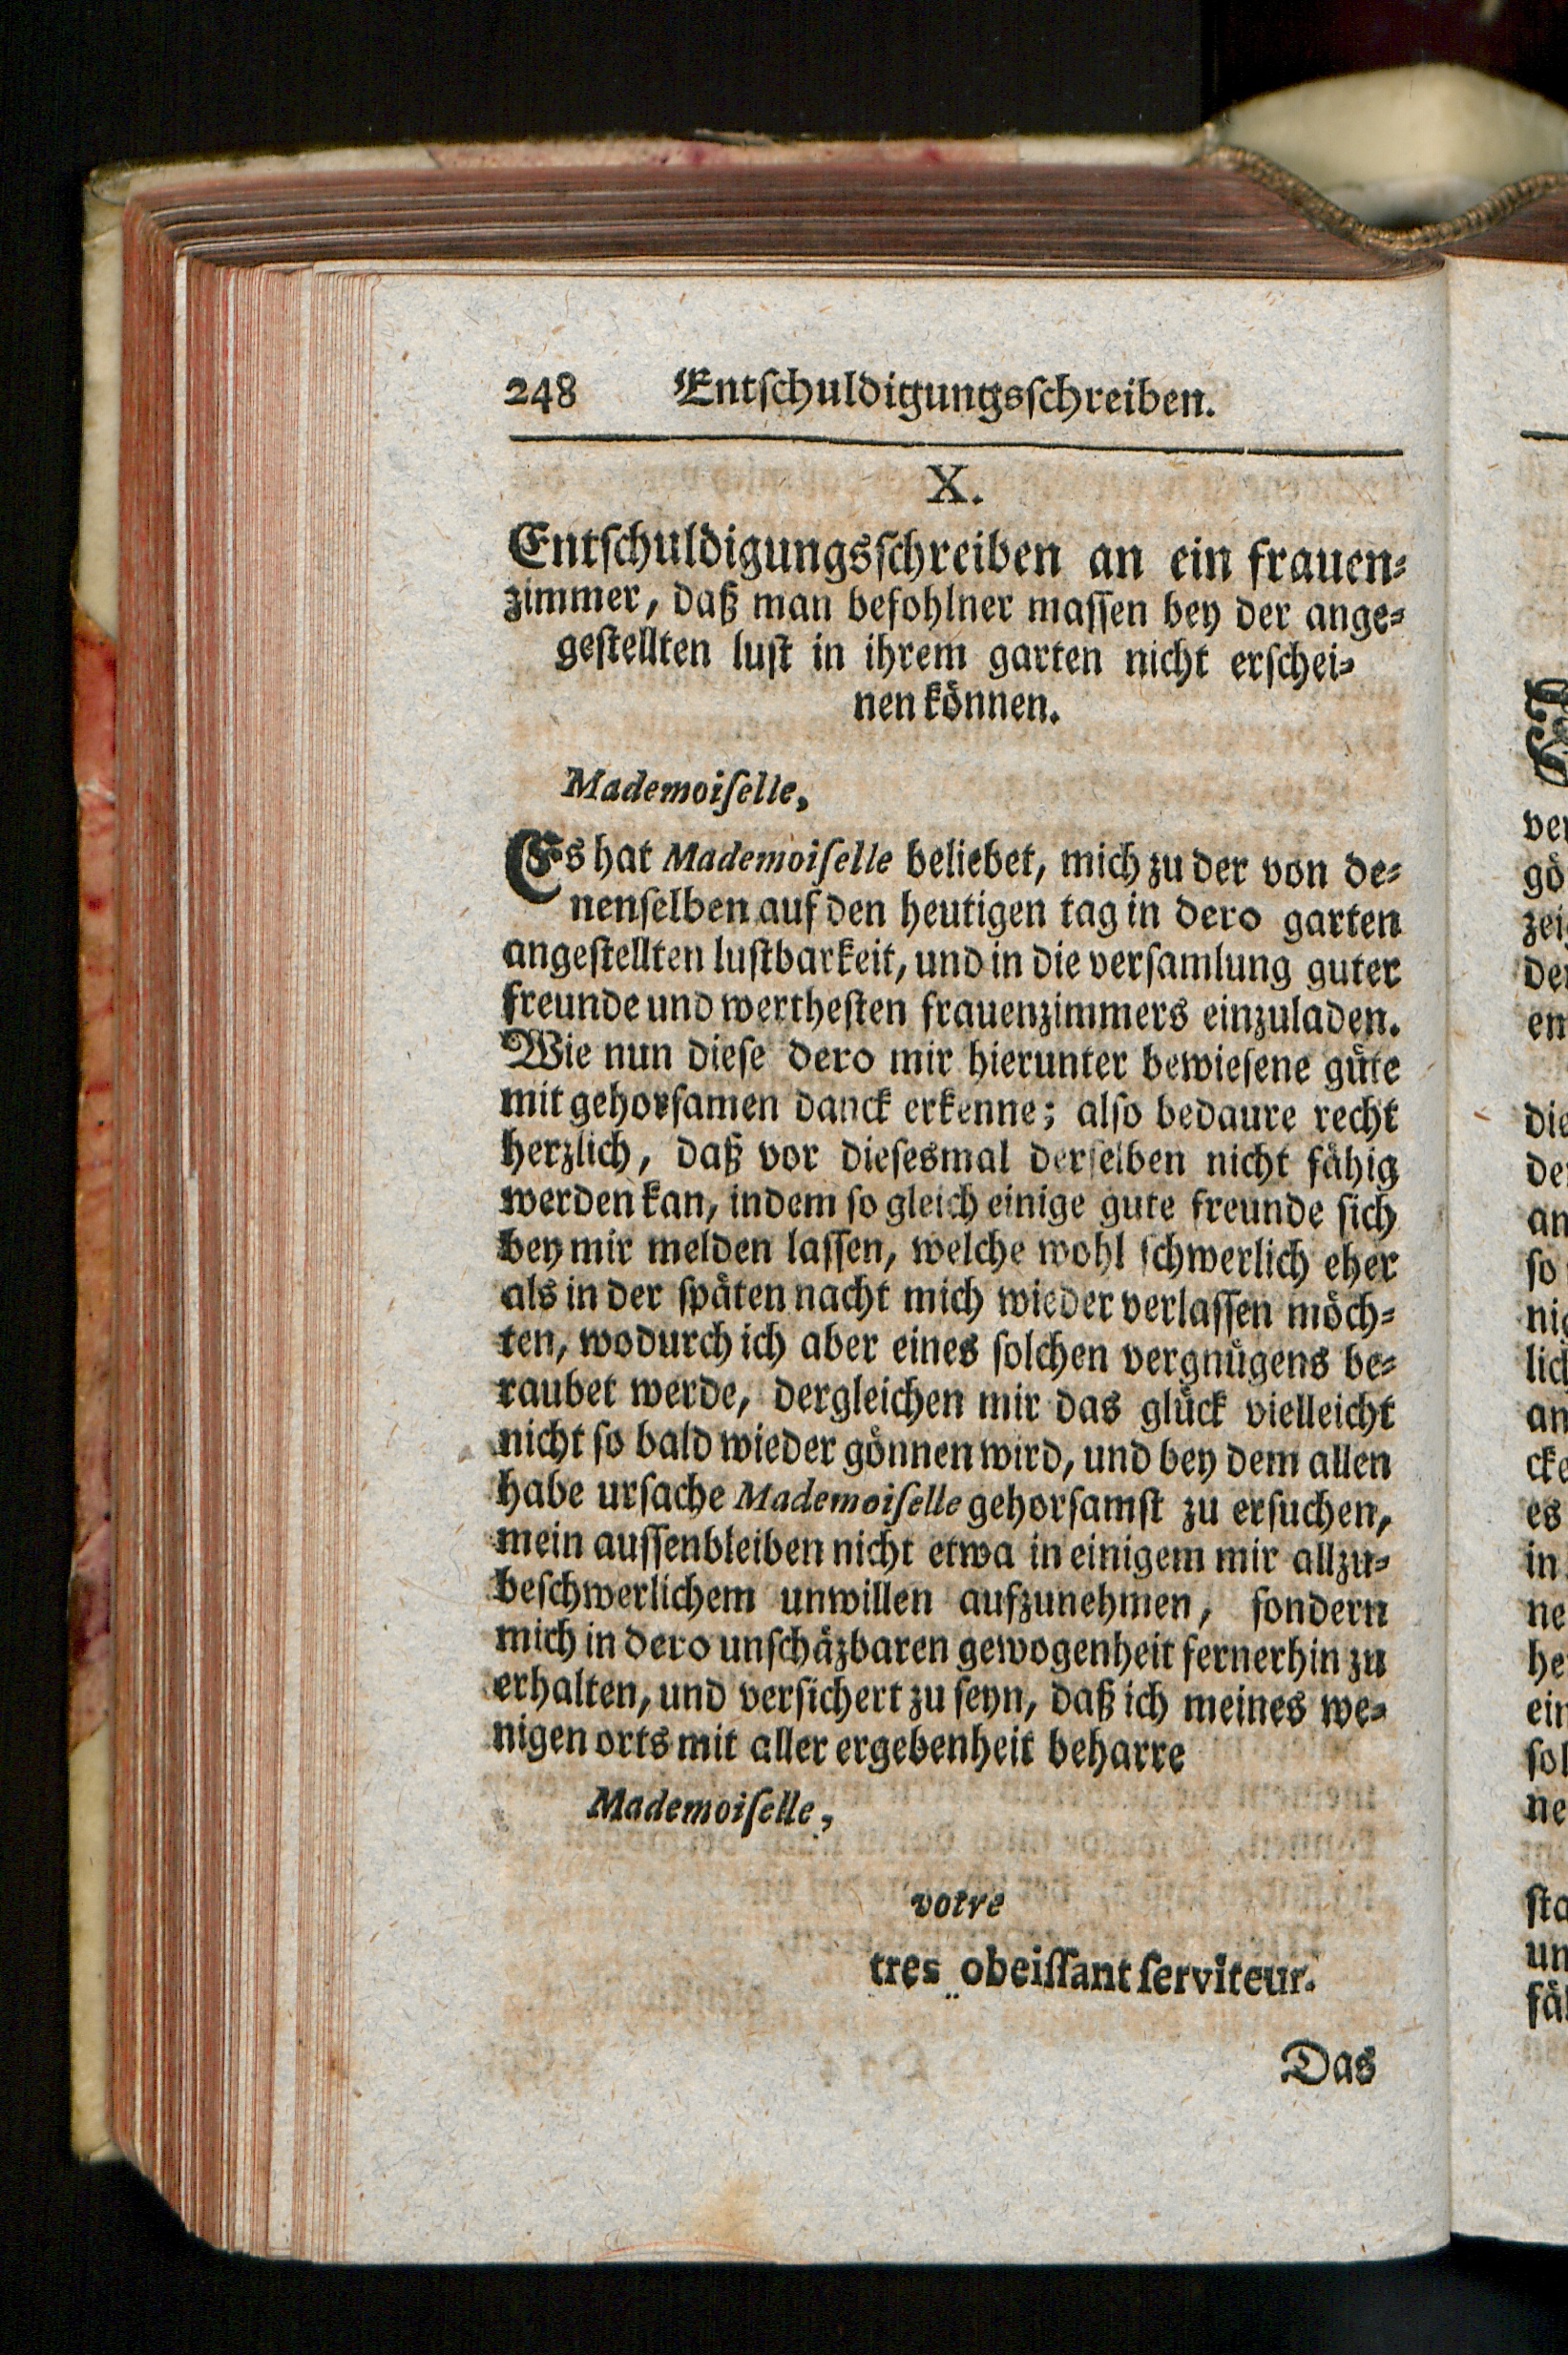 248 Entſchuldigungsſchreiben.
X.
Entſchuldigungsſchreiben an ein frauen⸗
zimmer, daß man befohlner maſſen bey der ange⸗
geſtellten luſt in ihrem garten nicht erſchei⸗
nen können.
Mademoiſelle,
Es hat Mademoiſelle beliebet, mich zu der von de⸗
nenſelben auf den heutigen tag in dero garten
angeſtellten luſtbarkeit, und in die verſamlung guter
freunde und wertheſten frauenzimmers einzuladen.
Wie nun dieſe dero mir hierunter bewieſene güte
mit gehorſamen danck erkenne; alſo bedaure recht
herzlich, daß vor dieſesmal derſelben nicht fähig
werden kan, indem ſo gleich einige gute freunde ſich
bey mir melden laſſen, welche wohl ſchwerlich eher
als in der ſpäten nacht mich wieder verlaſſen möch⸗
ten, wodurch ich aber eines ſolchen vergnügens be⸗
raubet werde, dergleichen mir das glück vielleicht
nicht ſo bald wieder gönnen wird, und bey dem allen
habe urſache Mademoiſelle gehorſamſt zu erſuchen,
mein auſſenbleiben nicht etwa in einigem mir allzu⸗
beſchwerlichem unwillen aufzunehmen, ſondern
mich in dero unſchäzbaren gewogenheit fernerhin zu
erhalten, und verſichert zu ſeyn, daß ich meines we⸗
nigen orts mit aller ergebenheit beharre
Mademoiſelle,
votre
tres obeiſſant ſerviteur.
Das